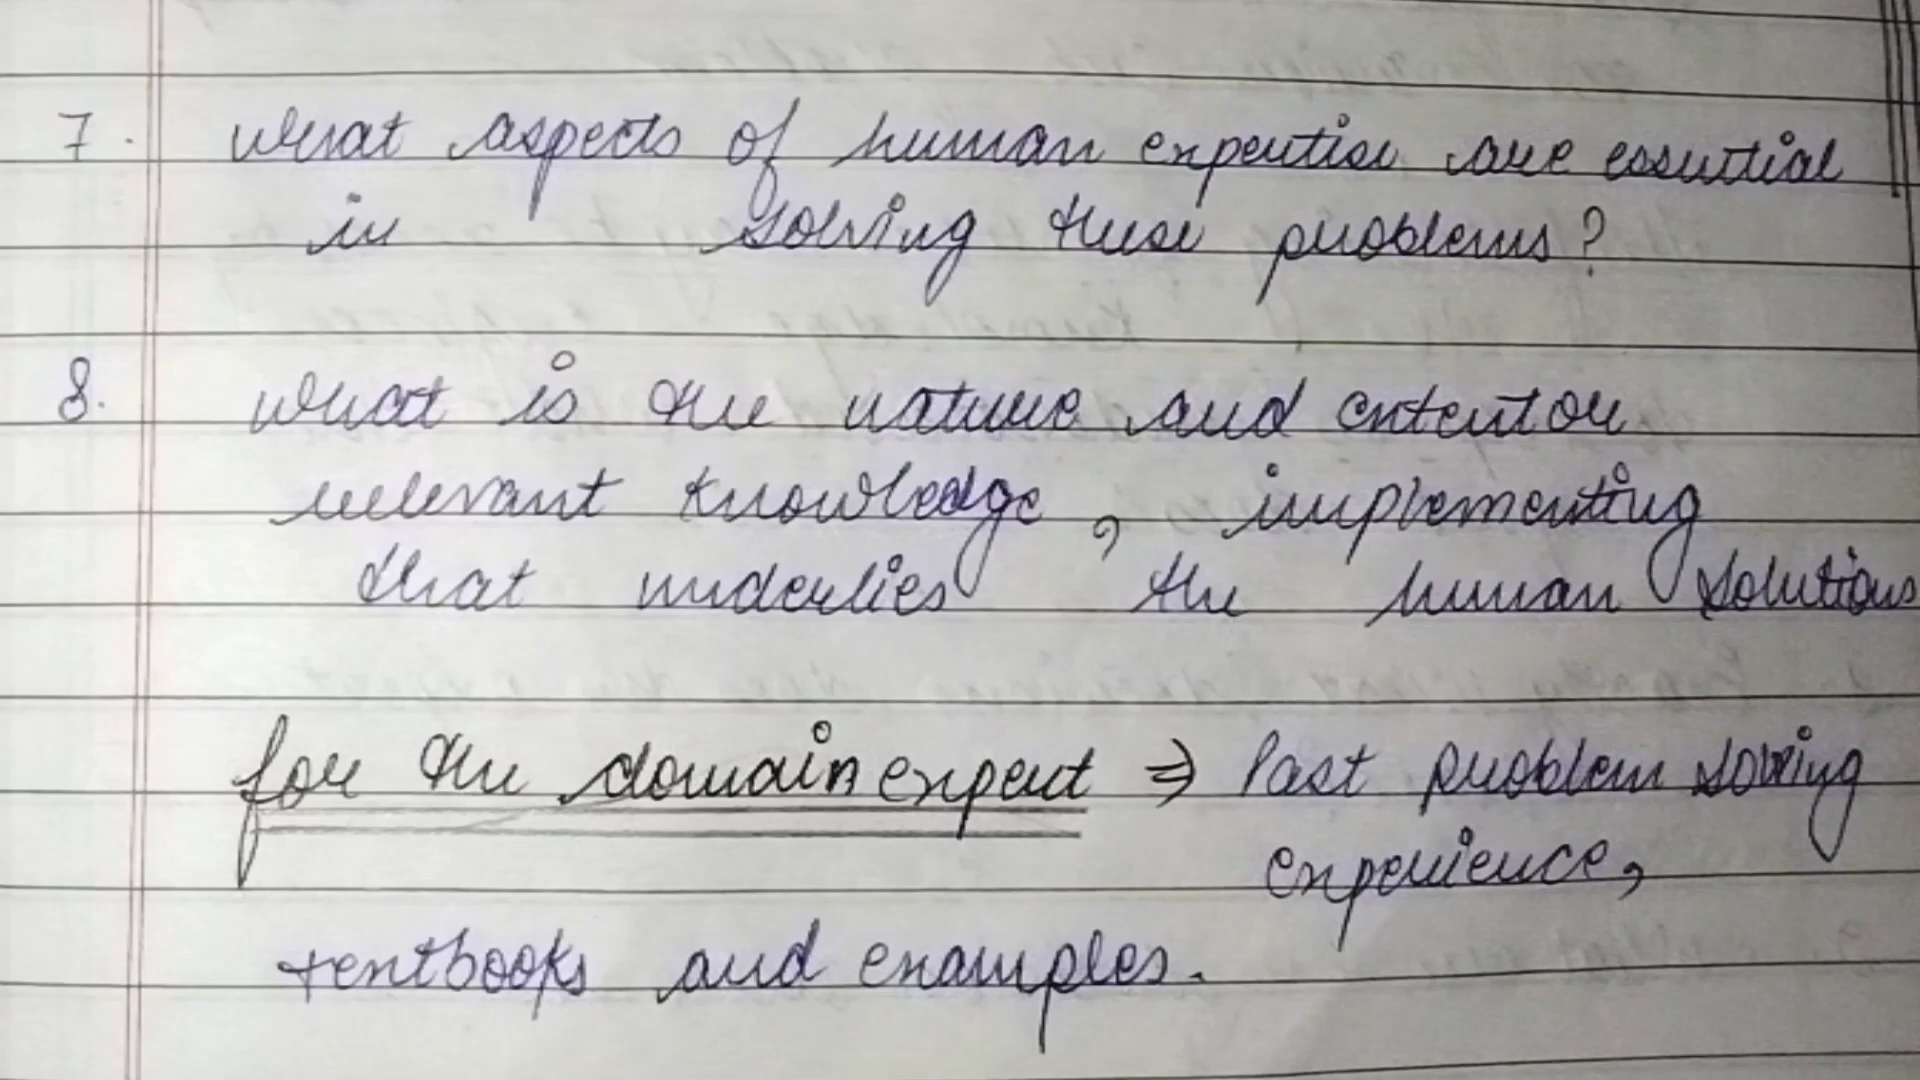 7. what aspects of human expertise are essential
in solving these problems?
8. what is the nature and extent or
relevant knowledge, implementing
that underlies the human solutions
for the domain expert ⇒ Past problem solving
experience,
textbooks and examples.